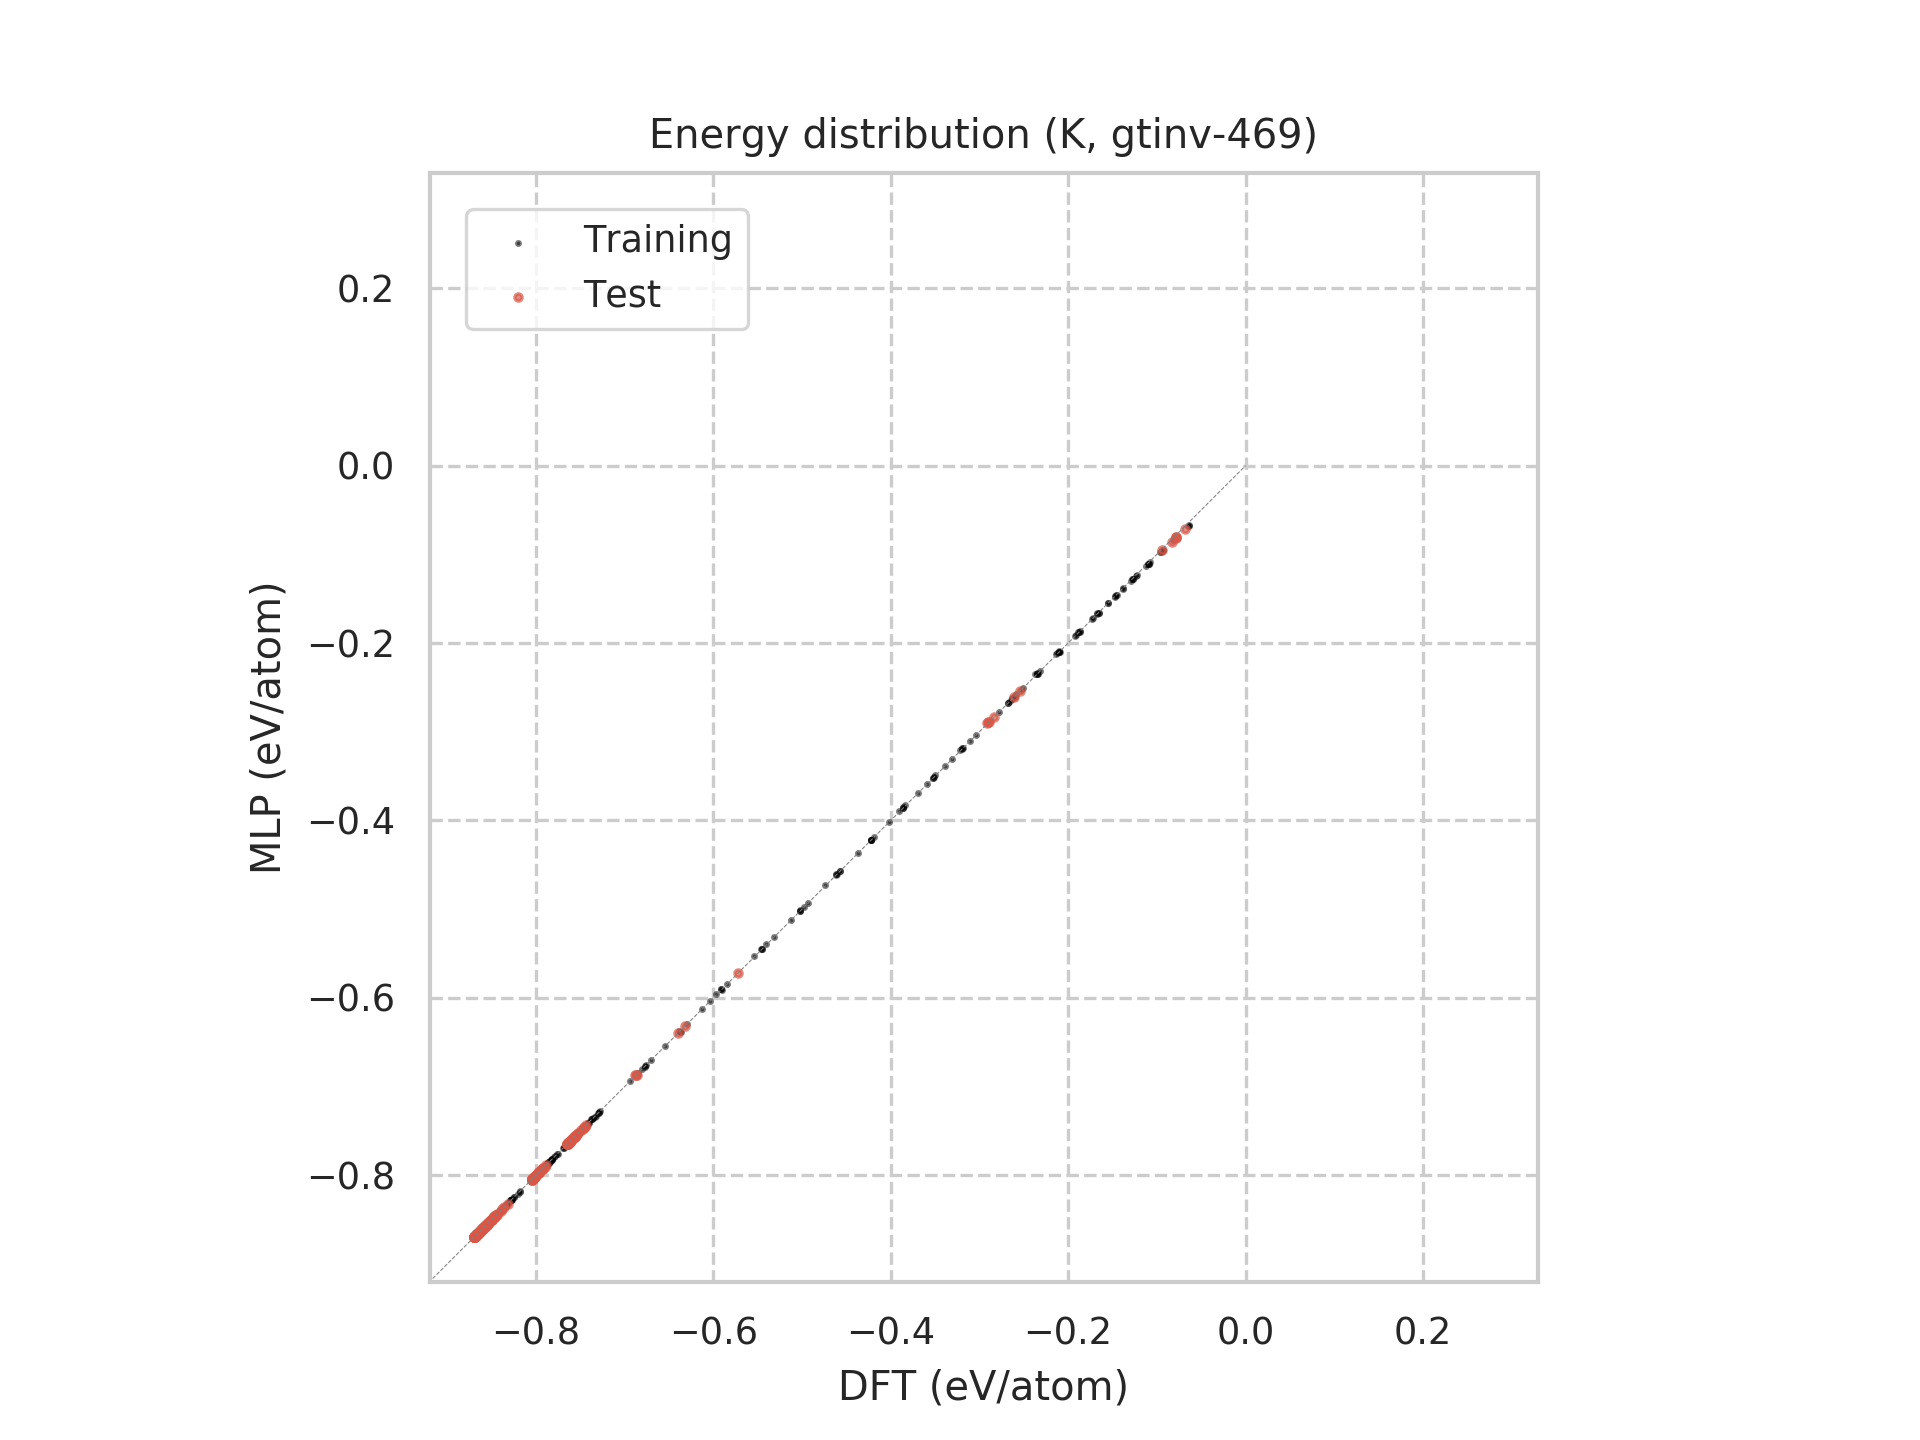 Energy distribution (K, gtinv-469)
Training
Test
0.2
0.0
−0.2
−0.4
−0.6
−0.8
MLP (eV/atom)
−0.8 −0.6 −0.4 −0.2 0.0 0.2
DFT (eV/atom)